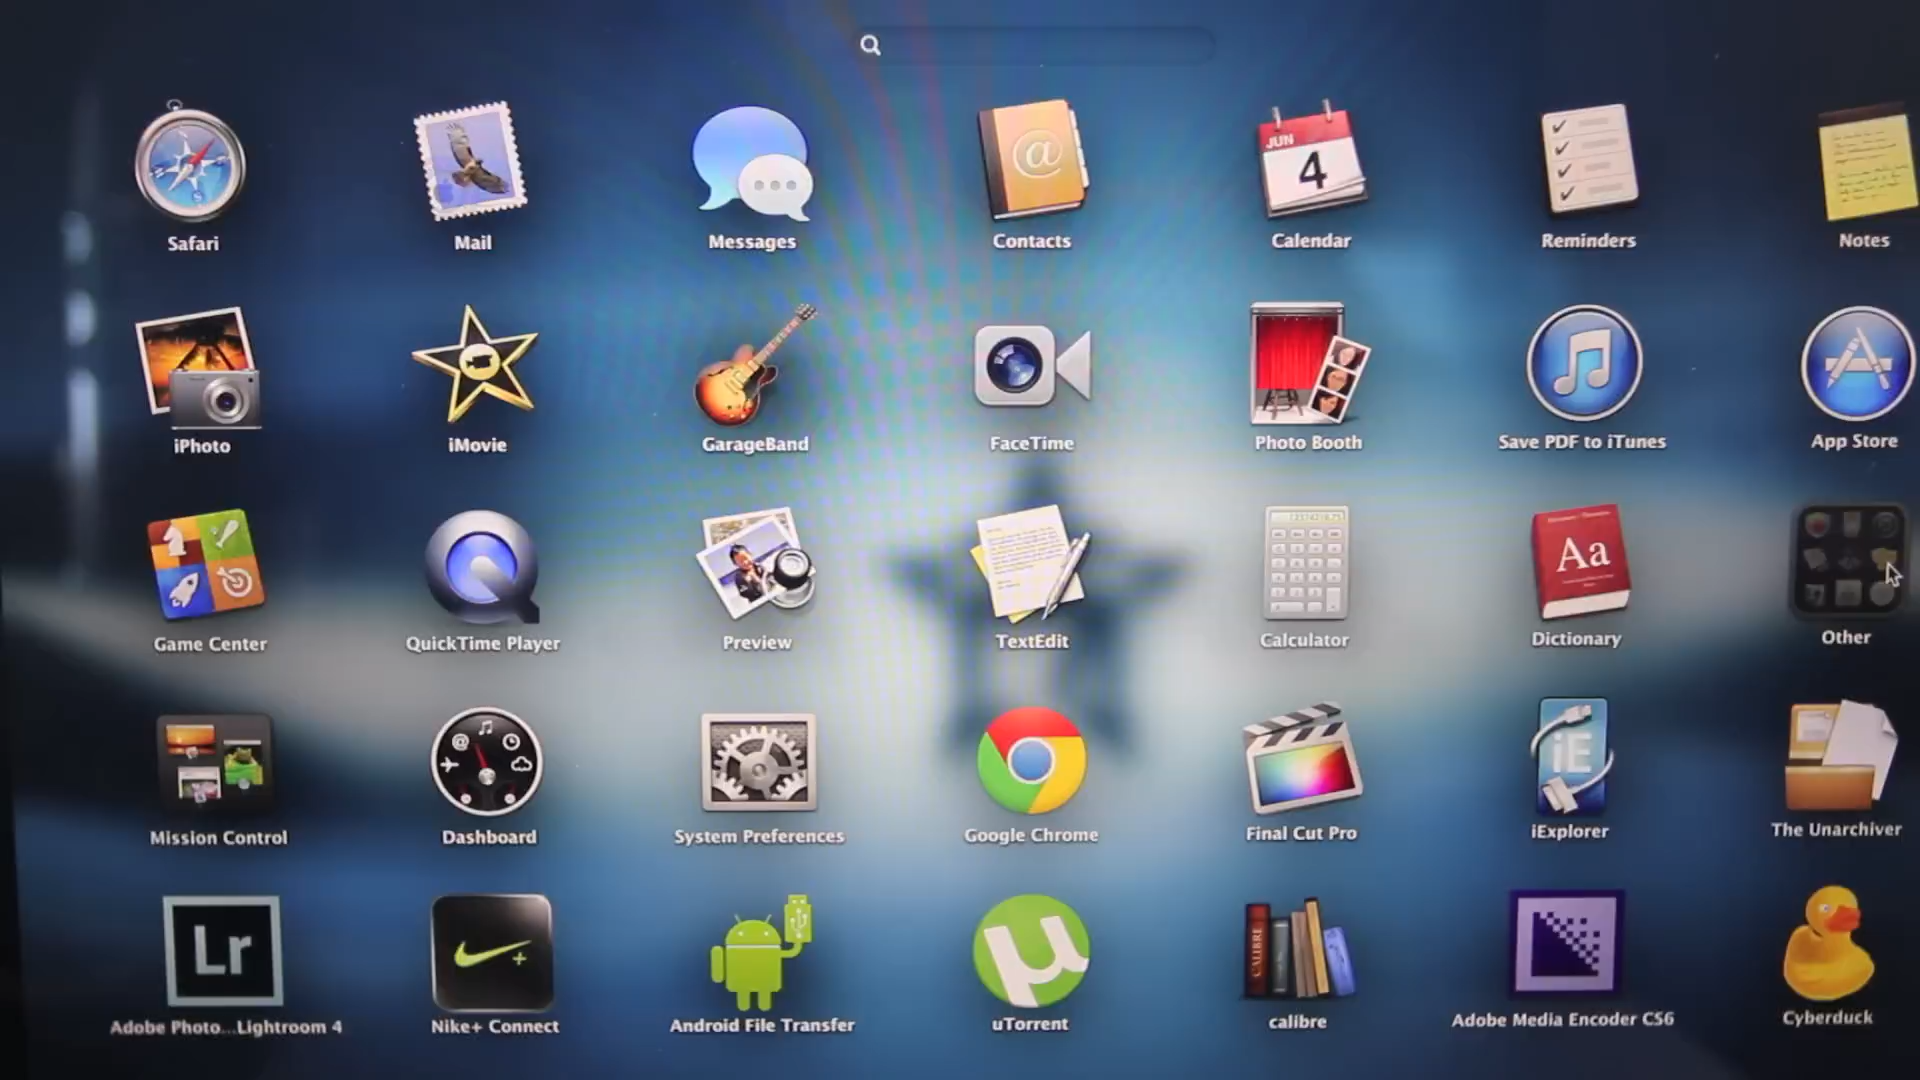 Safari
Mail
Messages
Contacts
JUN
4
Calendar
Reminders
Notes
iPhoto
iMovie
GarageBand
FaceTime
Photo Booth
Save PDF to iTunes
App Store
Game Center
QuickTime Player
Preview
TextEdit
Calculator
Aa
Dictionary
Other
Mission Control
Dashboard
System Preferences
Google Chrome
Final Cut Pro
iE
iExplorer
The Unarchiver
Lr
Adobe Photo...Lightroom 4
Nike+ Connect
Android File Transfer
µ
uTorrent
CALIBRE
calibre
Adobe Media Encoder CS6
Cyberduck